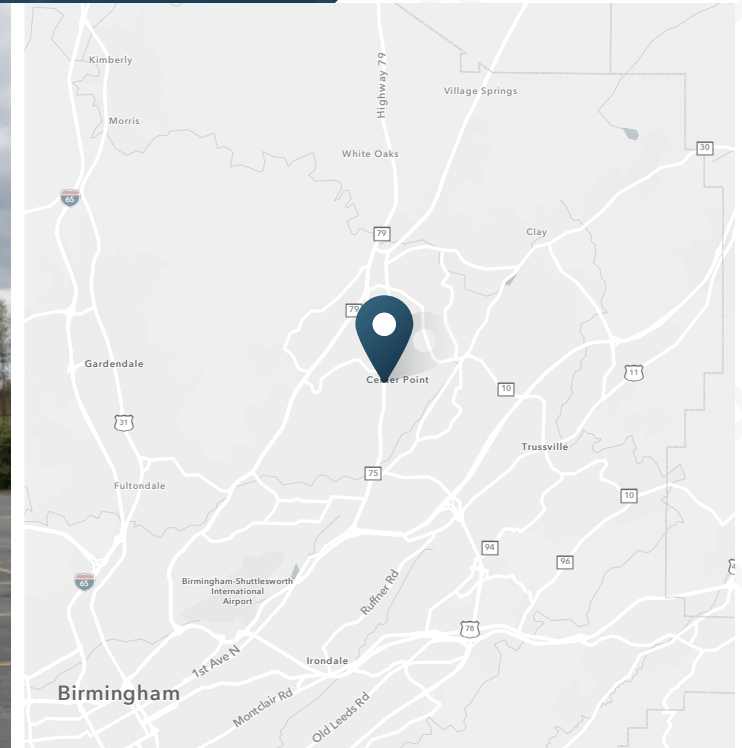 Kimberly
Highway 79
Village Springs
Morris
White Oaks
30
65
Clay
79
79
Gardendale
11
Center Point
10
31
Trussville
75
Fultondale
10
94
96
65
Birmingham-Shuttlesworth
International
Airport
Ruffner Rd
78
1st Ave N
Irondale
Birmingham
Montclair Rd
Old Leeds Rd